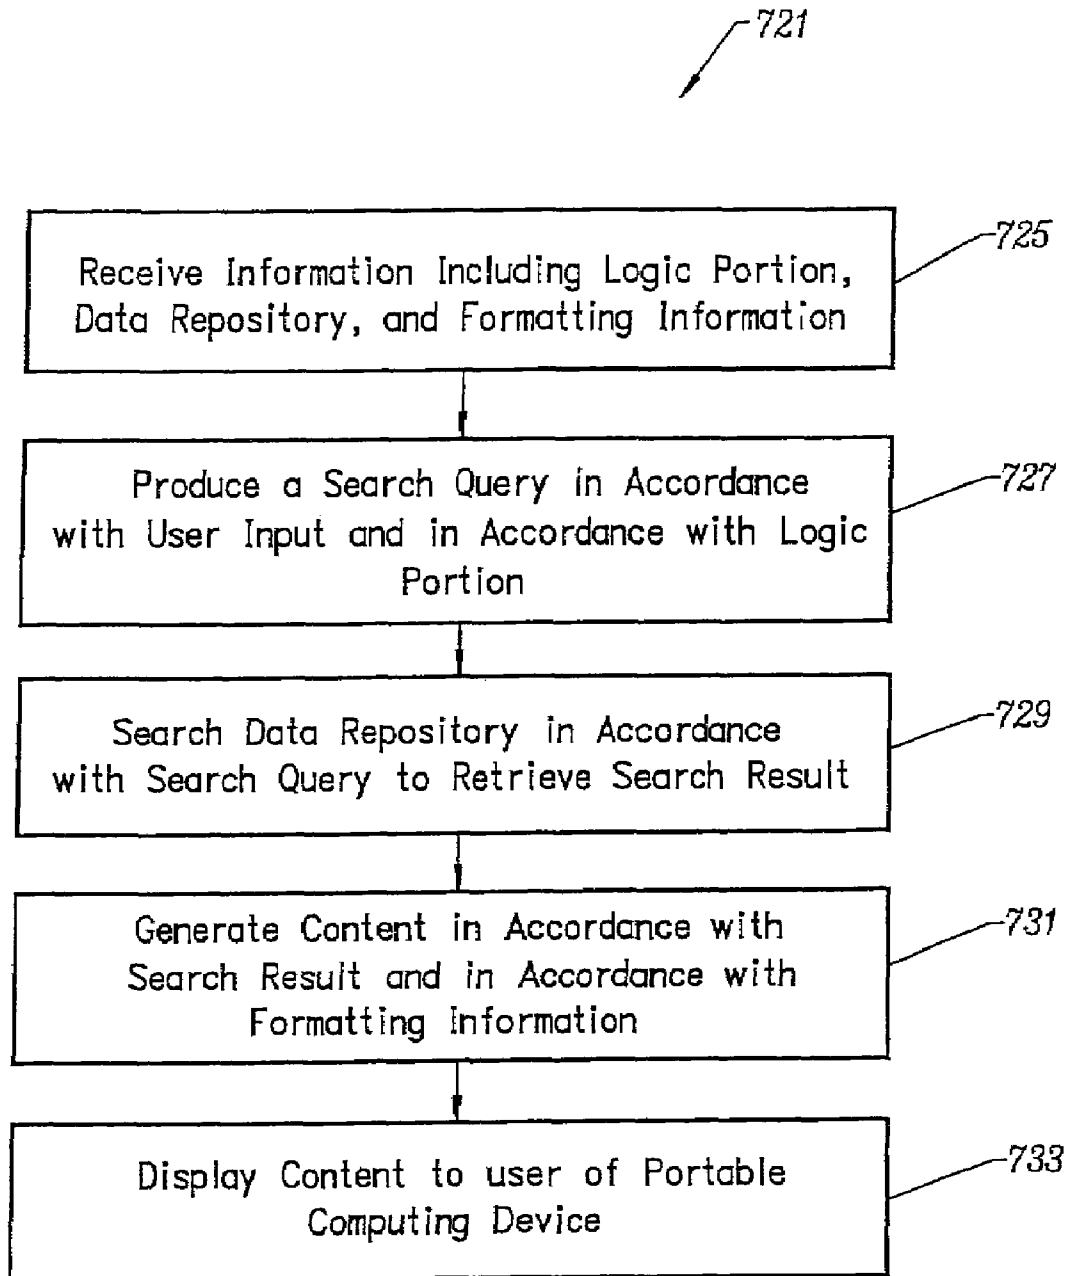 721
725
Receive Information Including Logic Portion,
Data Repository, and Formatting Information
727
Produce a Search Query in Accordance
with User Input and in Accordance with Logic
Portion
729
Search Data Repository in Accordance
with Search Query to Retrieve Search Result
731
Generate Content in Accordance with
Search Result and in Accordance with
Formatting Information
733
Display Content to user of Portable
Computing Device